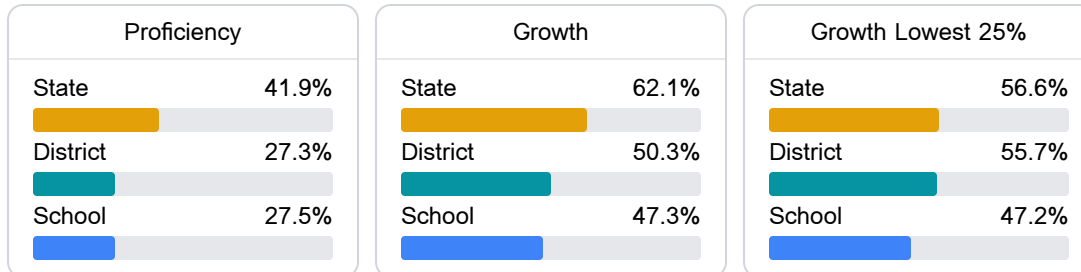 Proficiency
State 41.9%
District 27.3%
School 27.5%
Growth
State 62.1%
District 50.3%
School 47.3%
Growth Lowest 25%
State 56.6%
District 55.7%
School 47.2%